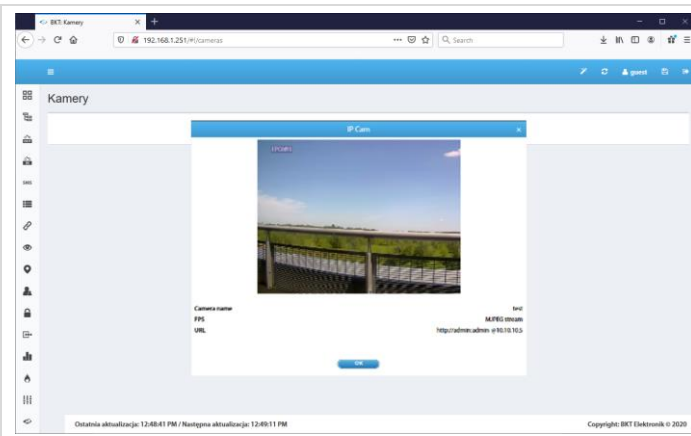 BKT: Kamery
192.168.1.251/#!/cameras
Search
guest
Kamery
SMS
IP Cam
Camera name test
FPS MJPEG stream
URL http://admin:admin @10.10.10.5
OK
Ostatnia aktualizacja: 12:48:41 PM / Następna aktualizacja: 12:49:11 PM
Copyright: BKT Elektronik © 2020